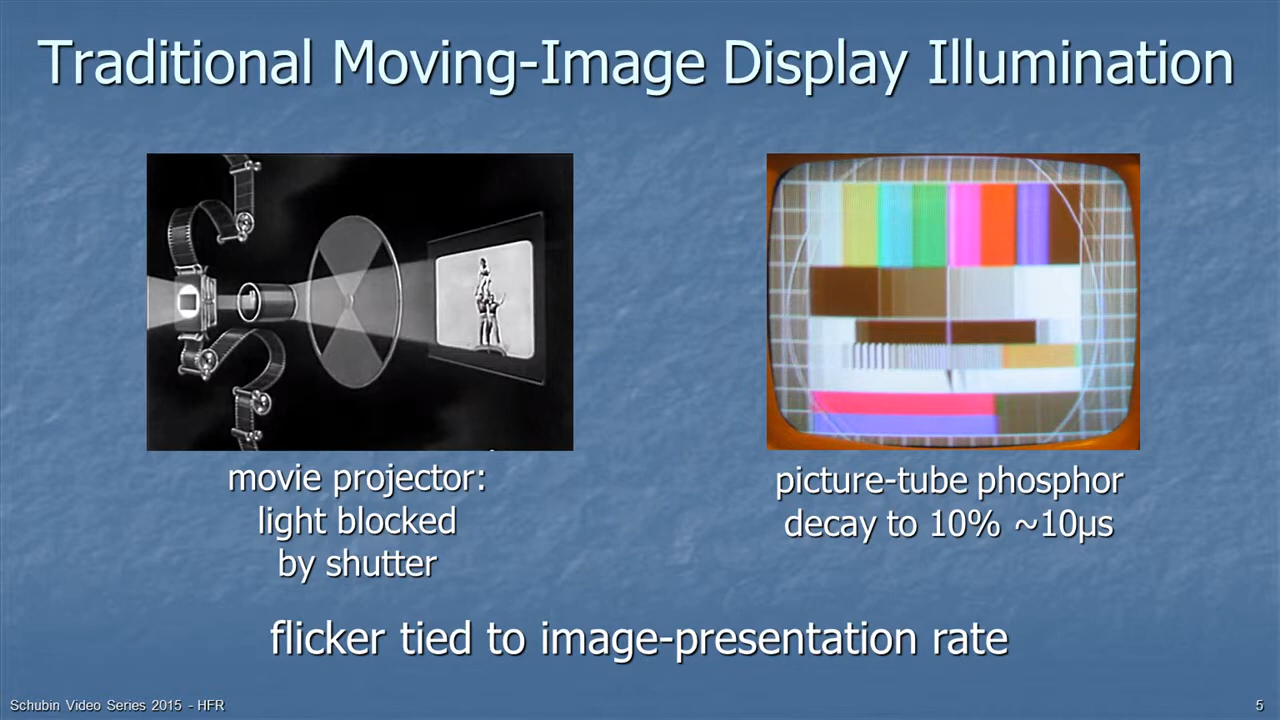 Traditional Moving-Image Display Illumination
movie projector:
light blocked
by shutter
picture-tube phosphor
decay to 10% ~10µs
flicker tied to image-presentation rate
Schubin Video Series 2015 - HFR
5